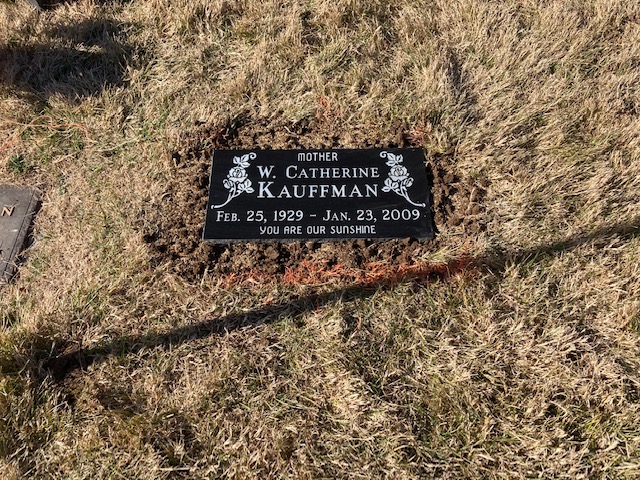 MOTHER
W. CATHERINE
KAUFFMAN
FEB. 25, 1929 - JAN. 23, 2009
YOU ARE OUR SUNSHINE
N